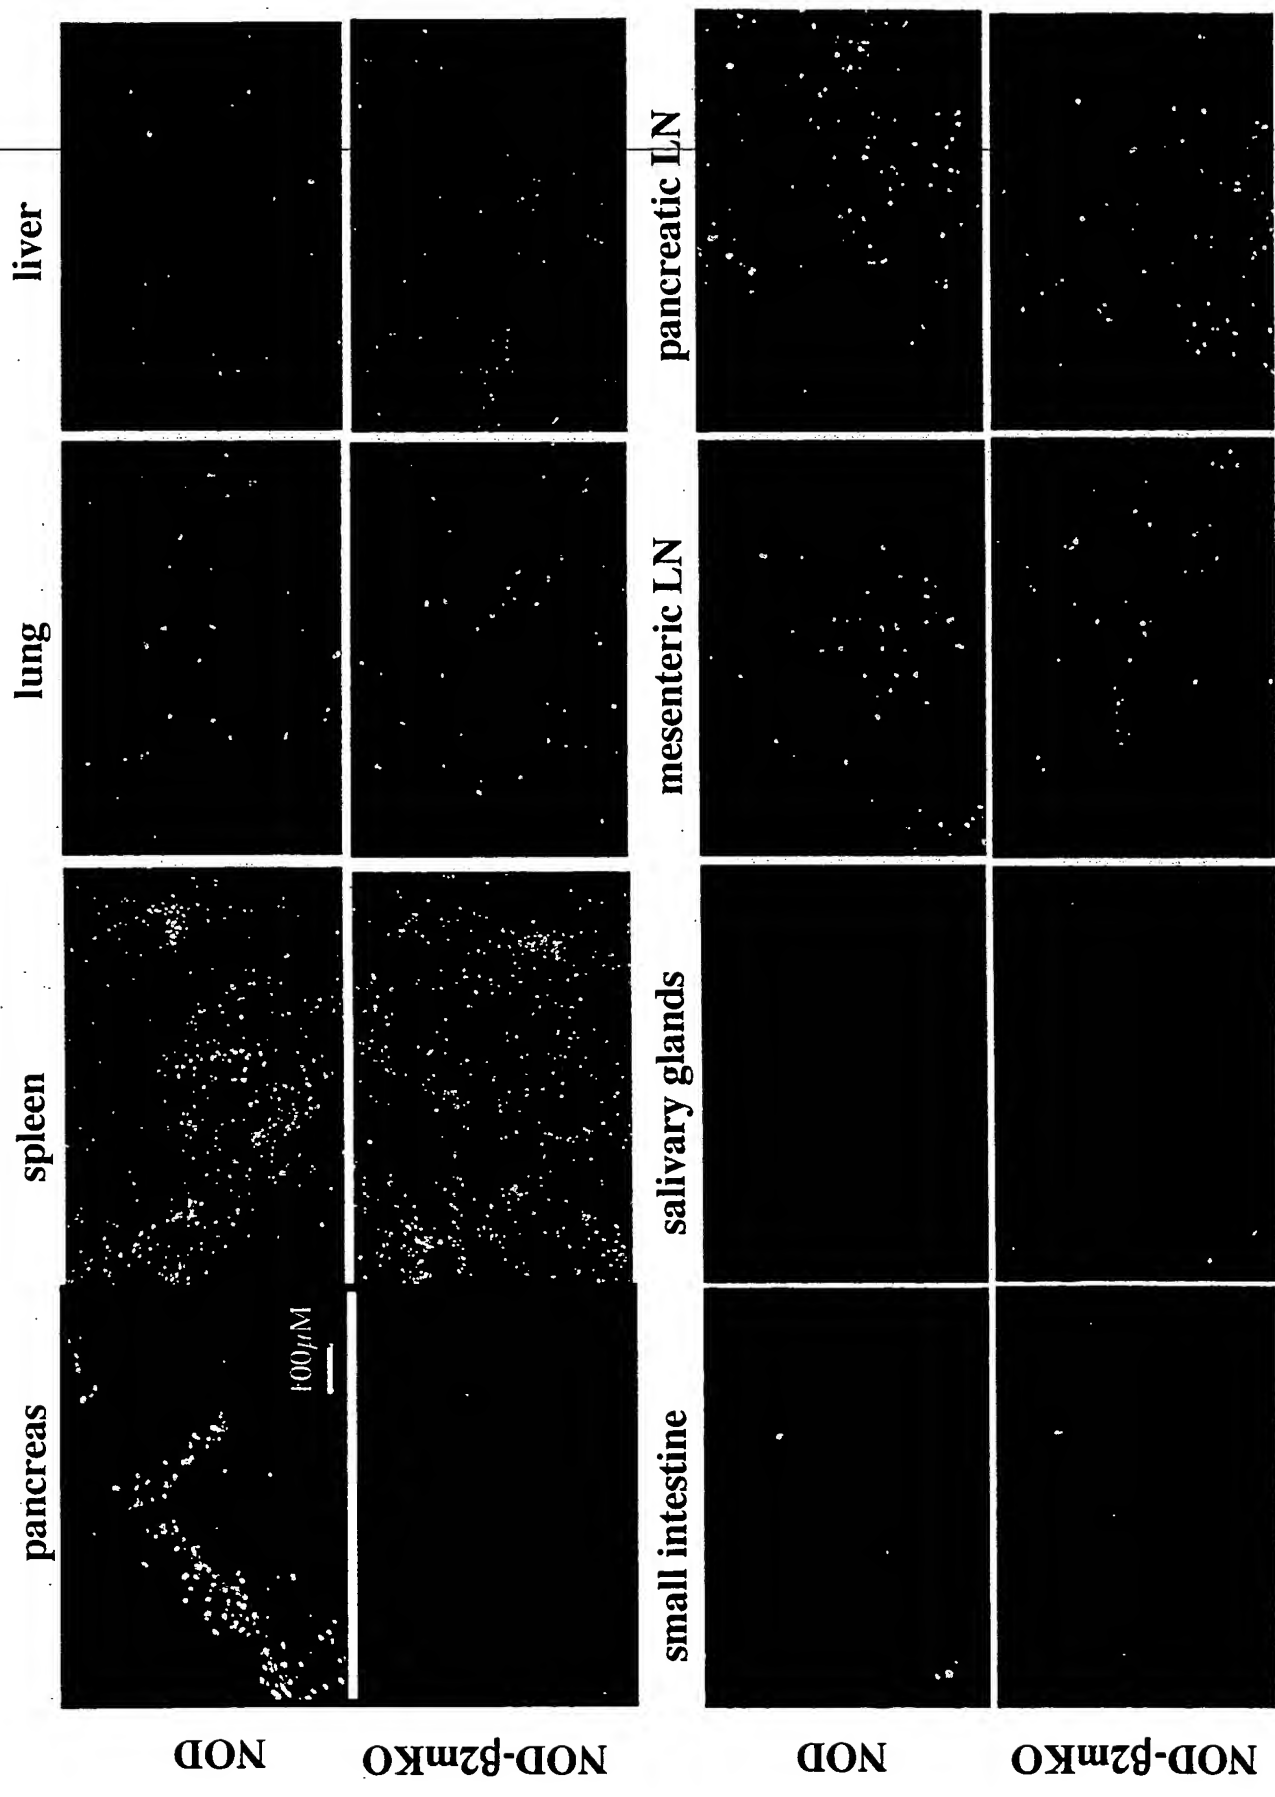 pancreas
spleen
lung
liver
NOD
100µM
NOD-β2mKO
small intestine
salivary glands
mesenteric LN
pancreatic LN
NOD
NOD-β2mKO